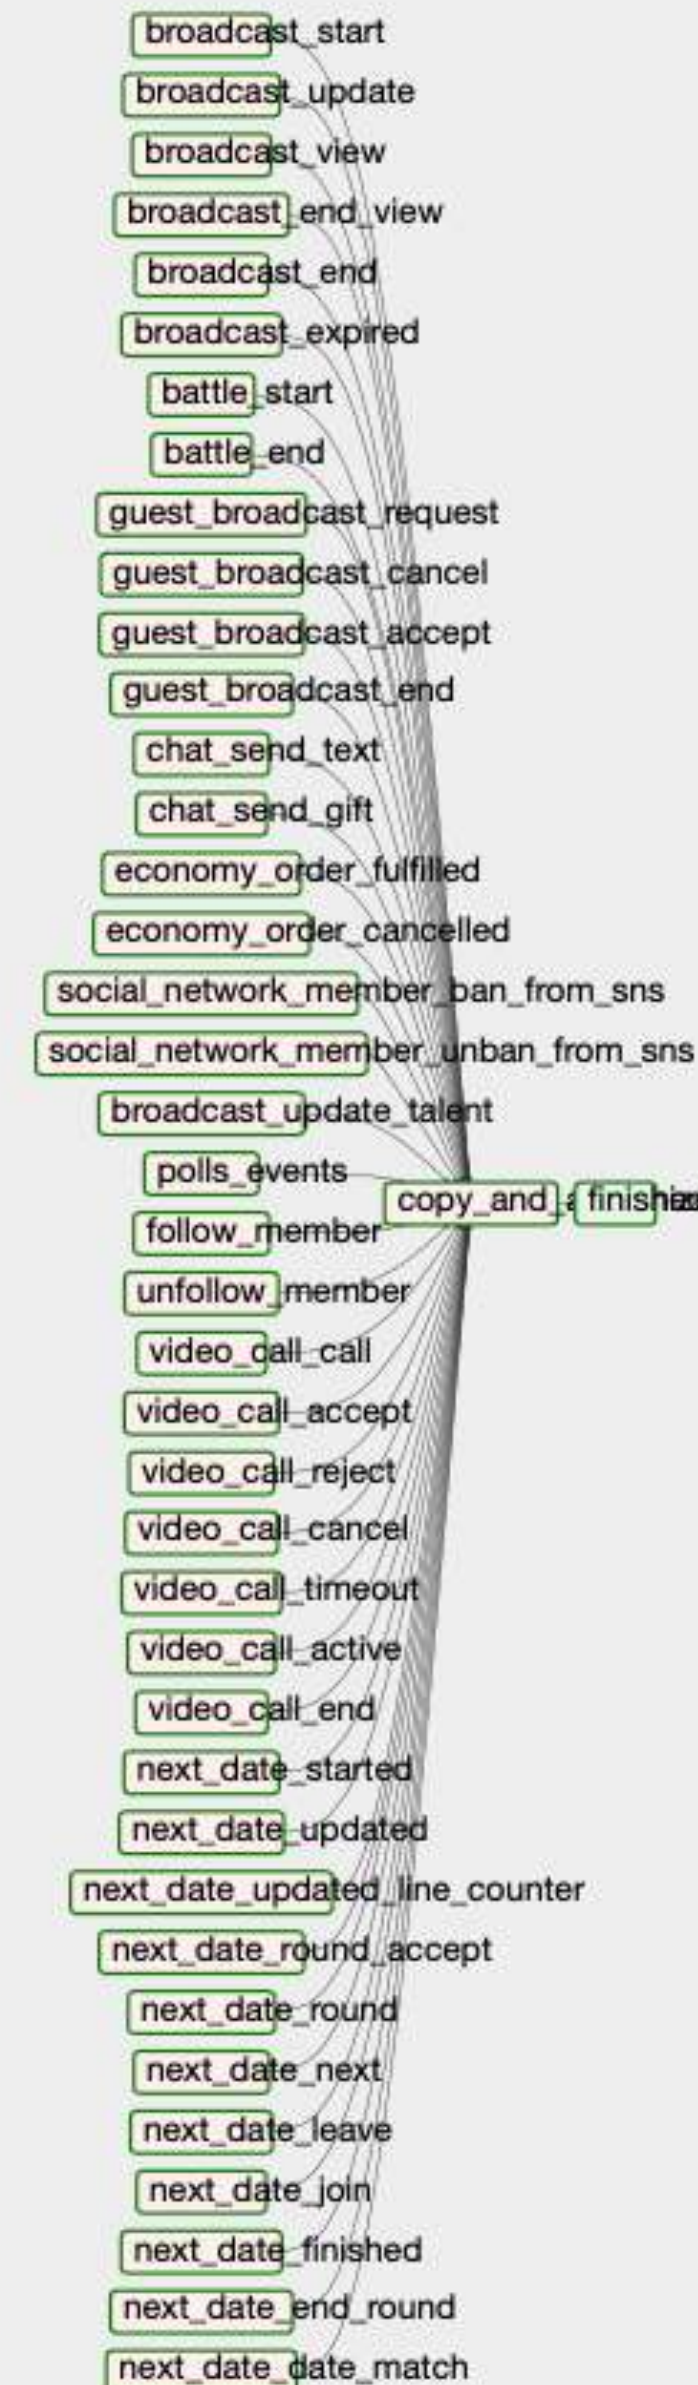 broadcast_start
broadcast_update
broadcast_view
broadcast_end_view
broadcast_end
broadcast_expired
battle_start
battle_end
guest_broadcast_request
guest_broadcast_cancel
guest_broadcast_accept
guest_broadcast_end
chat_send_text
chat_send_gift
economy_order_fulfilled
economy_order_cancelled
social_network_member_ban_from_sns
social_network_member_unban_from_sns
broadcast_update_talent
polls_events
copy_and_ finished
follow_member
unfollow_member
video_call_call
video_call_accept
video_call_reject
video_call_cancel
video_call_timeout
video_call_active
video_call_end
next_date_started
next_date_updated
next_date_updated_line_counter
next_date_round_accept
next_date_round
next_date_next
next_date_leave
next_date_join
next_date_finished
next_date_end_round
next_date_date_match